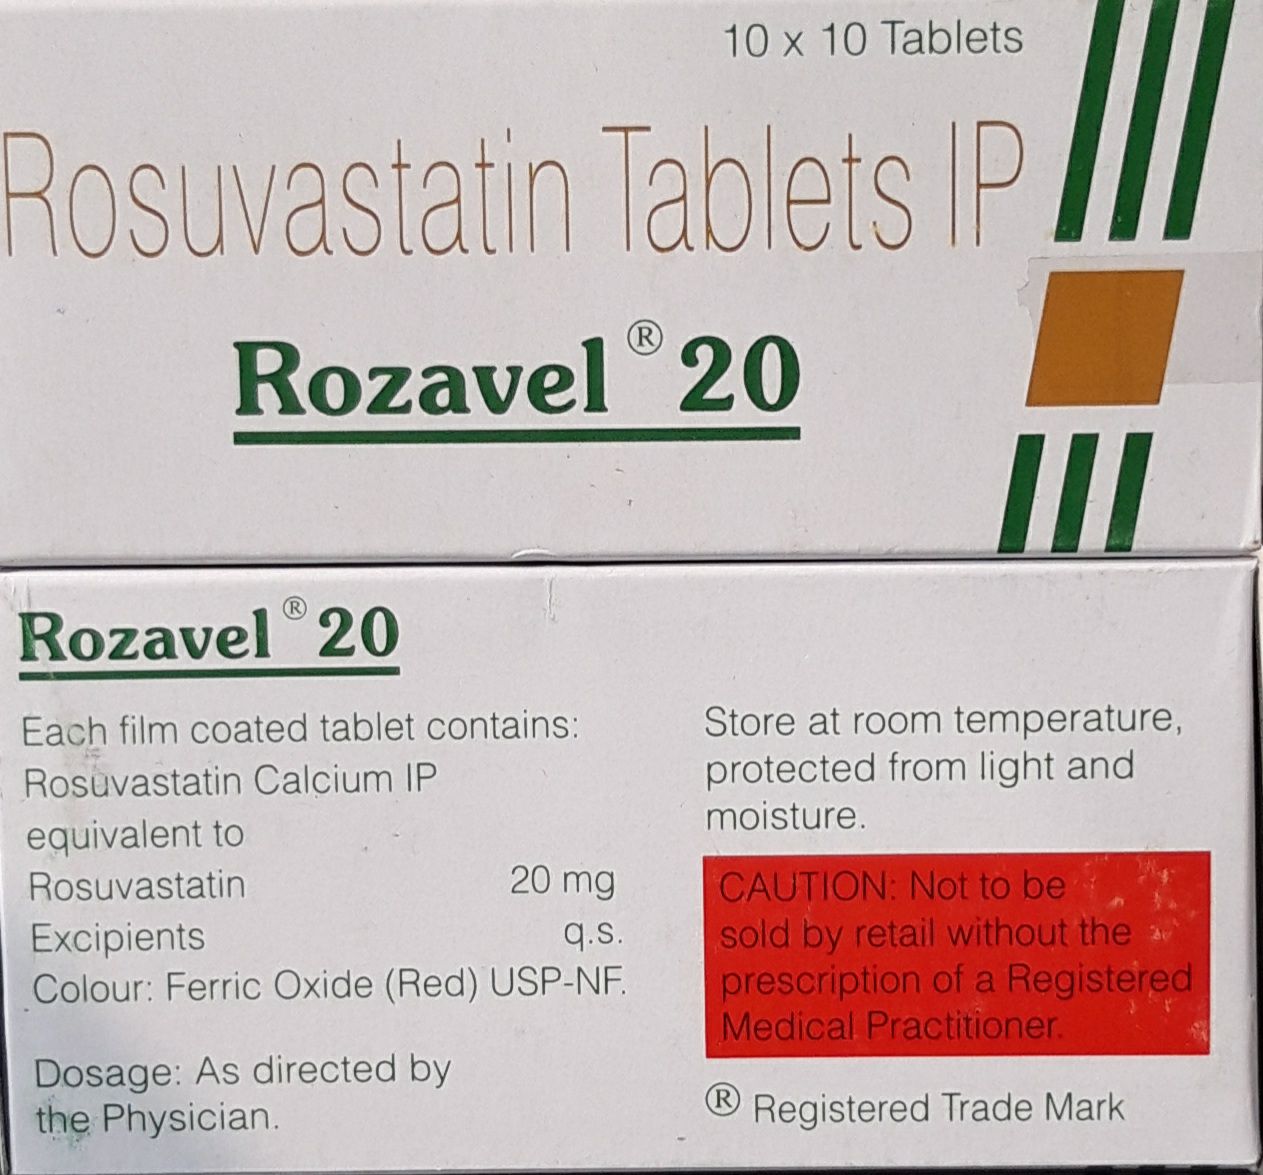 10 x 10 Tablets
Rosuvastatin Tablets IP
Rozavel® 20
Rozavel® 20
Each film coated tablet contains:
Rosuvastatin Calcium IP
equivalent to
Rosuvastatin 20 mg
Excipients q.s.
Colour: Ferric Oxide (Red) USP-NF.
Dosage: As directed by
the Physician.
Store at room temperature,
protected from light and
moisture.
CAUTION: Not to be
sold by retail without the
prescription of a Registered
Medical Practitioner.
® Registered Trade Mark